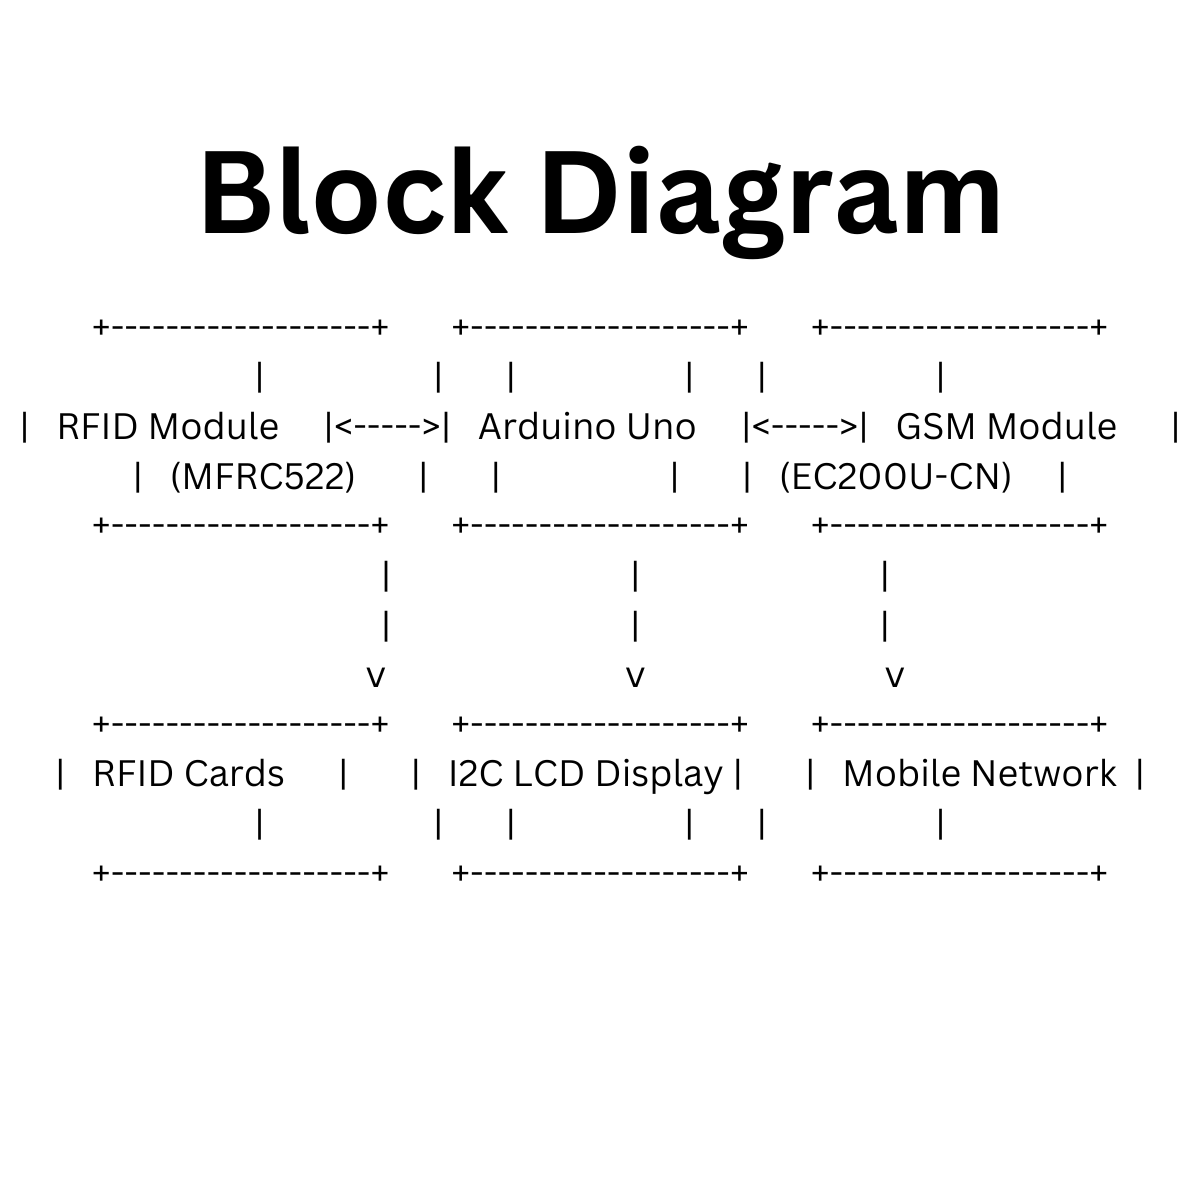 Block Diagram
+-------------------+ +-------------------+ +-------------------+
| | | | | |
| RFID Module |<----->| Arduino Uno |<----->| GSM Module |
| (MFRC522) | | | | (EC200U-CN) |
+-------------------+ +-------------------+ +-------------------+
| | |
| | |
v v v
+-------------------+ +-------------------+ +-------------------+
| RFID Cards | | I2C LCD Display | | Mobile Network |
| | | | | |
+-------------------+ +-------------------+ +-------------------+